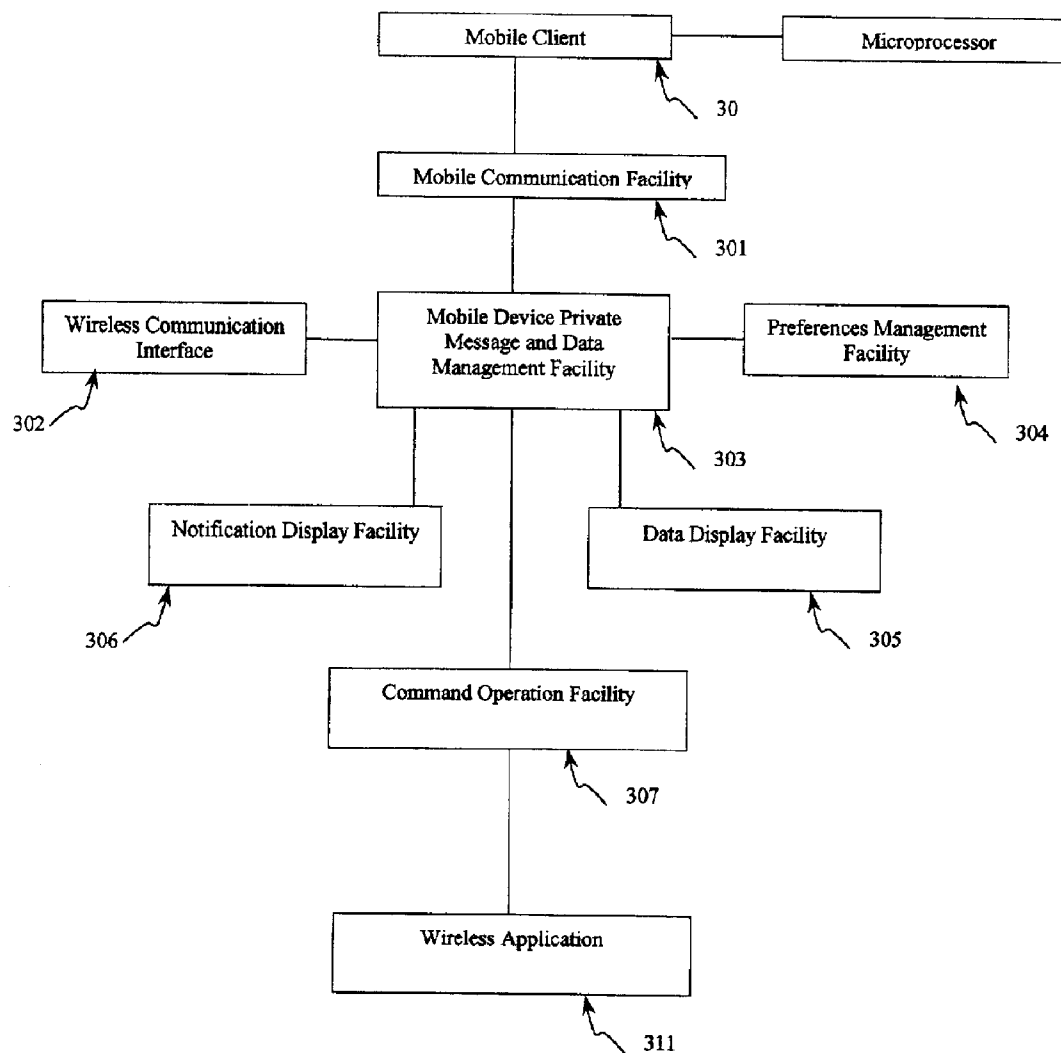 Mobile Client
Microprocessor
30
Mobile Communication Facility
301
Wireless Communication
Interface
Mobile Device Private
Message and Data
Management Facility
Preferences Management
Facility
302
303
304
Notification Display Facility
Data Display Facility
306
305
Command Operation Facility
307
Wireless Application
311